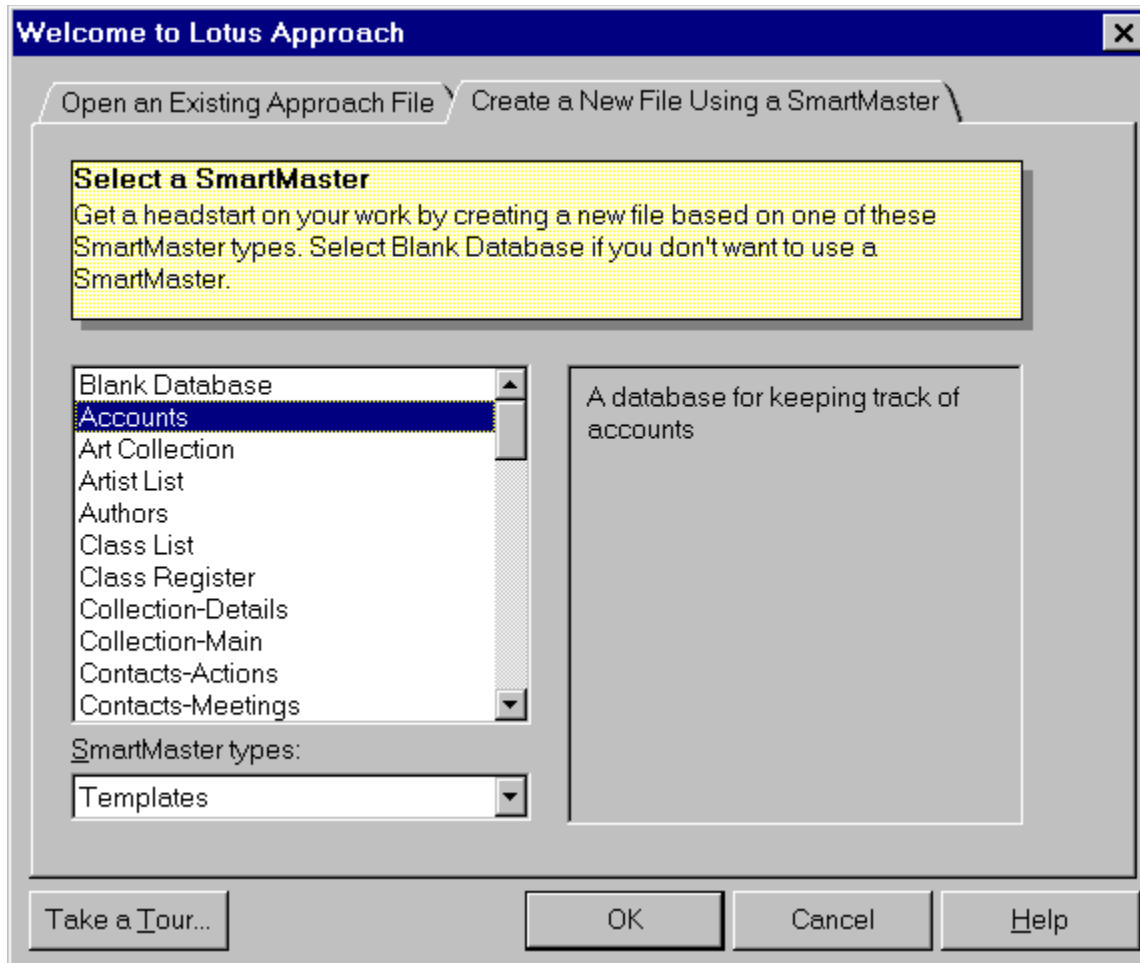 Welcome to Lotus Approach
Open an Existing Approach File
Create a New File Using a SmartMaster
Select a SmartMaster
Get a headstart on your work by creating a new file based on one of these
SmartMaster types. Select Blank Database if you don't want to use a
SmartMaster.
Blank Database
Accounts
Art Collection
Artist List
Authors
Class List
Class Register
Collection-Details
Collection-Main
Contacts-Actions
Contacts-Meetings
A database for keeping track of
accounts
SmartMaster types:
Templates
Take a Tour...
OK
Cancel
Help